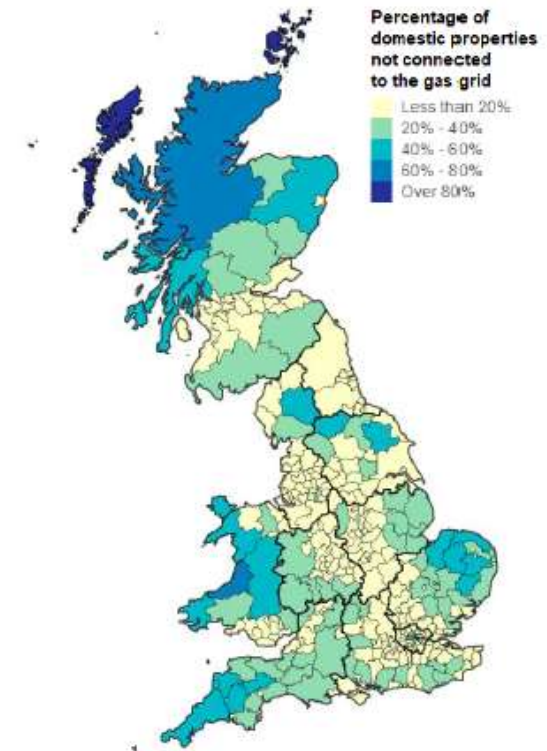 Percentage of
domestic properties
not connected
to the gas grid
Less than 20%
20% - 40%
40% - 60%
60% - 80%
Over 80%